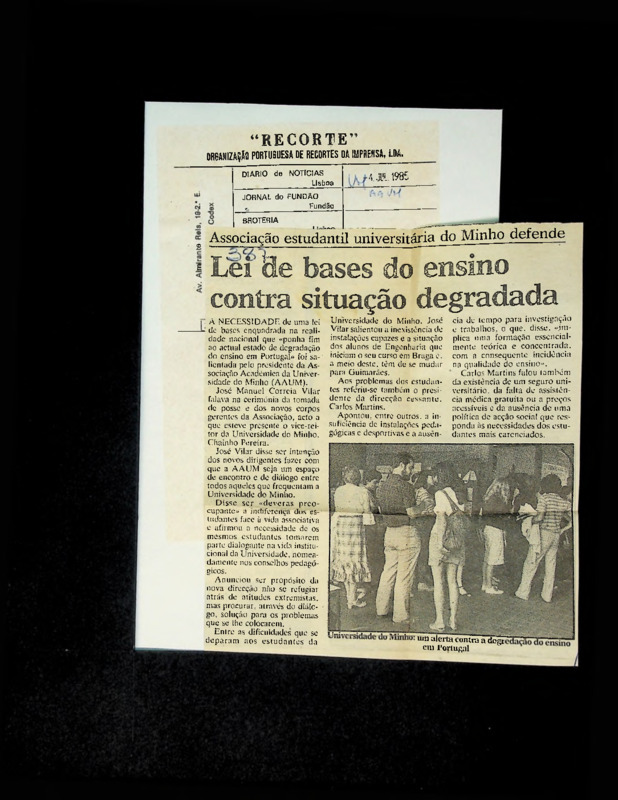 "RECORTE"
ORGANIZAÇÃO PORTUGUESA DE RECORTES DA IMPRENSA, LDA.
Av. Almirante Reis, 19-2.º E.
Codex
DIARIO de NOTÍCIAS
Lisboa
4 JUL. 1985
JORNAL do FUNDÃO
Fundão
BROTÉRIA
Lisboa
387
Associação estudantil universitária do Minho defende
Lei de bases do ensino
contra situação degradada
A NECESSIDADE de uma lei
de bases enquadrada na reali-
dade nacional que «ponha fim
ao actual estado de degradação
do ensino em Portugal» foi sa-
lientada pelo presidente da As-
sociação Académica da Univer-
sidade do Minho (AAUM).
José Manuel Correia Vilar
falava na cerimónia da tomada
de posse e dos novos corpos
gerentes da Associação, acto a
que esteve presente o vice-rei-
tor da Universidade do Minho,
Chainho Pereira.
José Vilar disse ser intenção
dos novos dirigentes fazer com
que a AAUM seja um espaço
de encontro e de diálogo entre
todos aqueles que frequentam a
Universidade do Minho.
Disse ser «deveras preo-
cupante» a indiferença dos es-
tudantes face à vida associativa
e afirmou a necessidade de os
mesmos estudantes tomarem
parte dialogante na vida institu-
cional da Universidade, nomea-
damente nos conselhos pedagó-
gicos.
Anunciou ser propósito da
nova direcção não se refugiar
atrás de atitudes extremistas,
mas procurar, através do diálo-
go, solução para os problemas
que se lhe colocarem.
Entre as dificuldades que se
deparam aos estudantes da
Universidade do Minho, José
Vilar salientou a inexistência de
instalações capazes e a situação
dos alunos de Engenharia que
iniciam o seu curso em Braga e,
a meio deste, têm de se mudar
para Guimarães.
Aos problemas dos estudan-
tes referiu-se também o presi-
dente da direcção cessante,
Carlos Martins.
Apontou, entre outros, a in-
suficiência de instalações peda-
gógicas e desportivas e a ausên-
cia de tempo para investigação
e trabalhos, o que, disse, «im-
plica uma formação essencial-
mente teórica e concentrada,
com a consequente incidência
na qualidade do ensino».
Carlos Martins falou também
da existência de um seguro uni-
versitário, da falta de assistên-
cia médica gratuita ou a preços
acessíveis e da ausência de uma
política de acção social que res-
ponda às necessidades dos estu-
dantes mais carenciados.
Universidade do Minho: um alerta contra a degredação do ensino
em Portugal